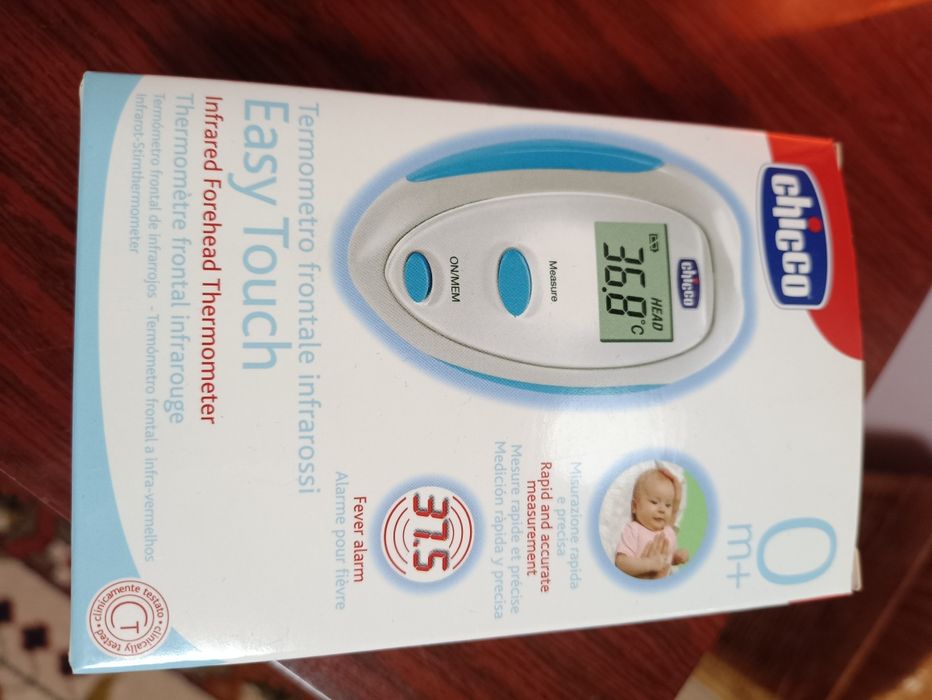 chicco
0
m+
chicco
HEAD
36.8°C
Measure
ON/MEM
Misurazione rapida
e precisa
Rapid and accurate
measurement
Mesure rapide et précise
Medición rápida y precisa
37.5
Fever alarm
Alarme pour fièvre
Termometro frontale infrarossi
Easy Touch
Infrared Forehead Thermometer
Thermomètre frontal infrarouge
Termómetro frontal de infrarrojos - Termómetro frontal a infra-vermelhos
Infrarot-Stirnthermometer
clinicamente testato • clinically tested •
CT